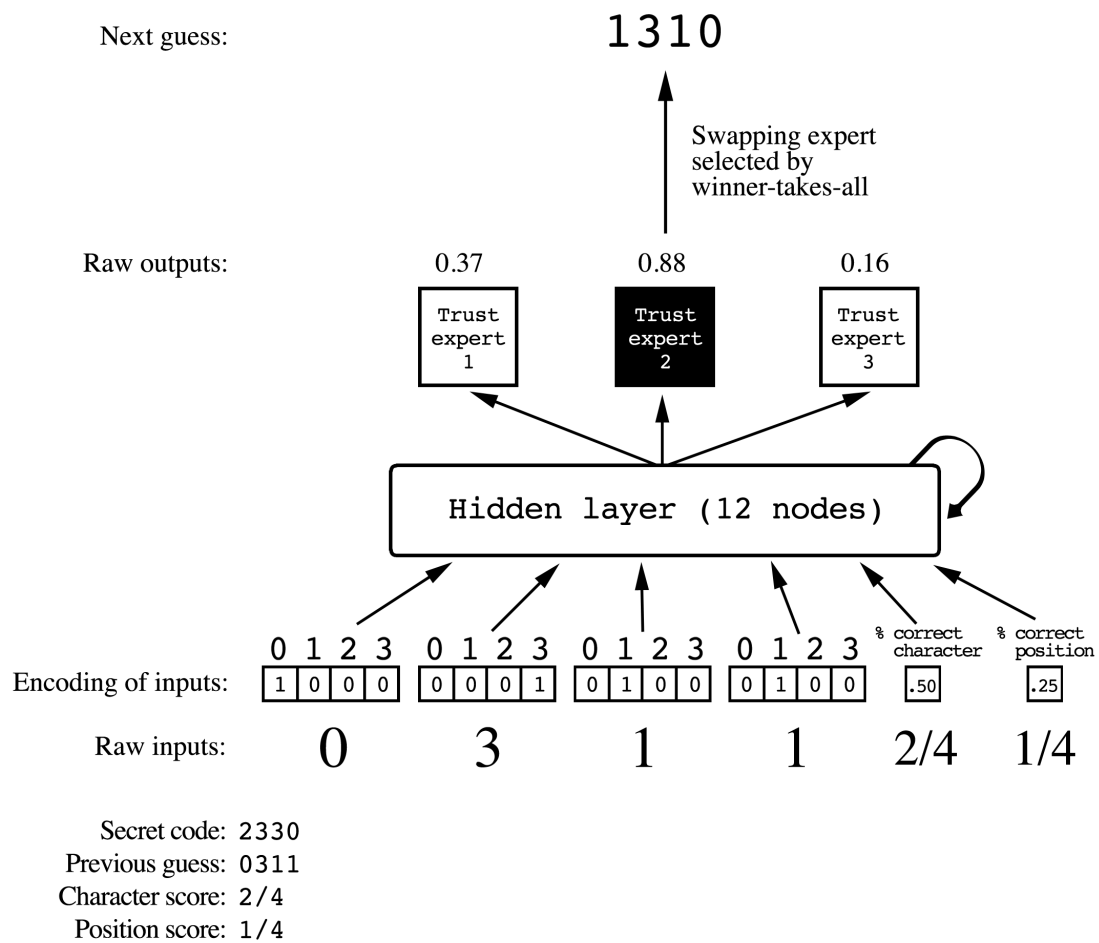 Next guess: 1310
Swapping expert
selected by
winner-takes-all
Raw outputs: 0.37 0.88 0.16
Trust
expert
1
Trust
expert
2
Trust
expert
3
Hidden layer (12 nodes)
0 1 2 3 0 1 2 3 0 1 2 3 0 1 2 3
% correct
character
% correct
position
Encoding of inputs: 1 0 0 0 0 0 0 1 0 1 0 0 0 1 0 0 .50 .25
Raw inputs: 0 3 1 1 2/4 1/4
Secret code: 2330
Previous guess: 0311
Character score: 2/4
Position score: 1/4